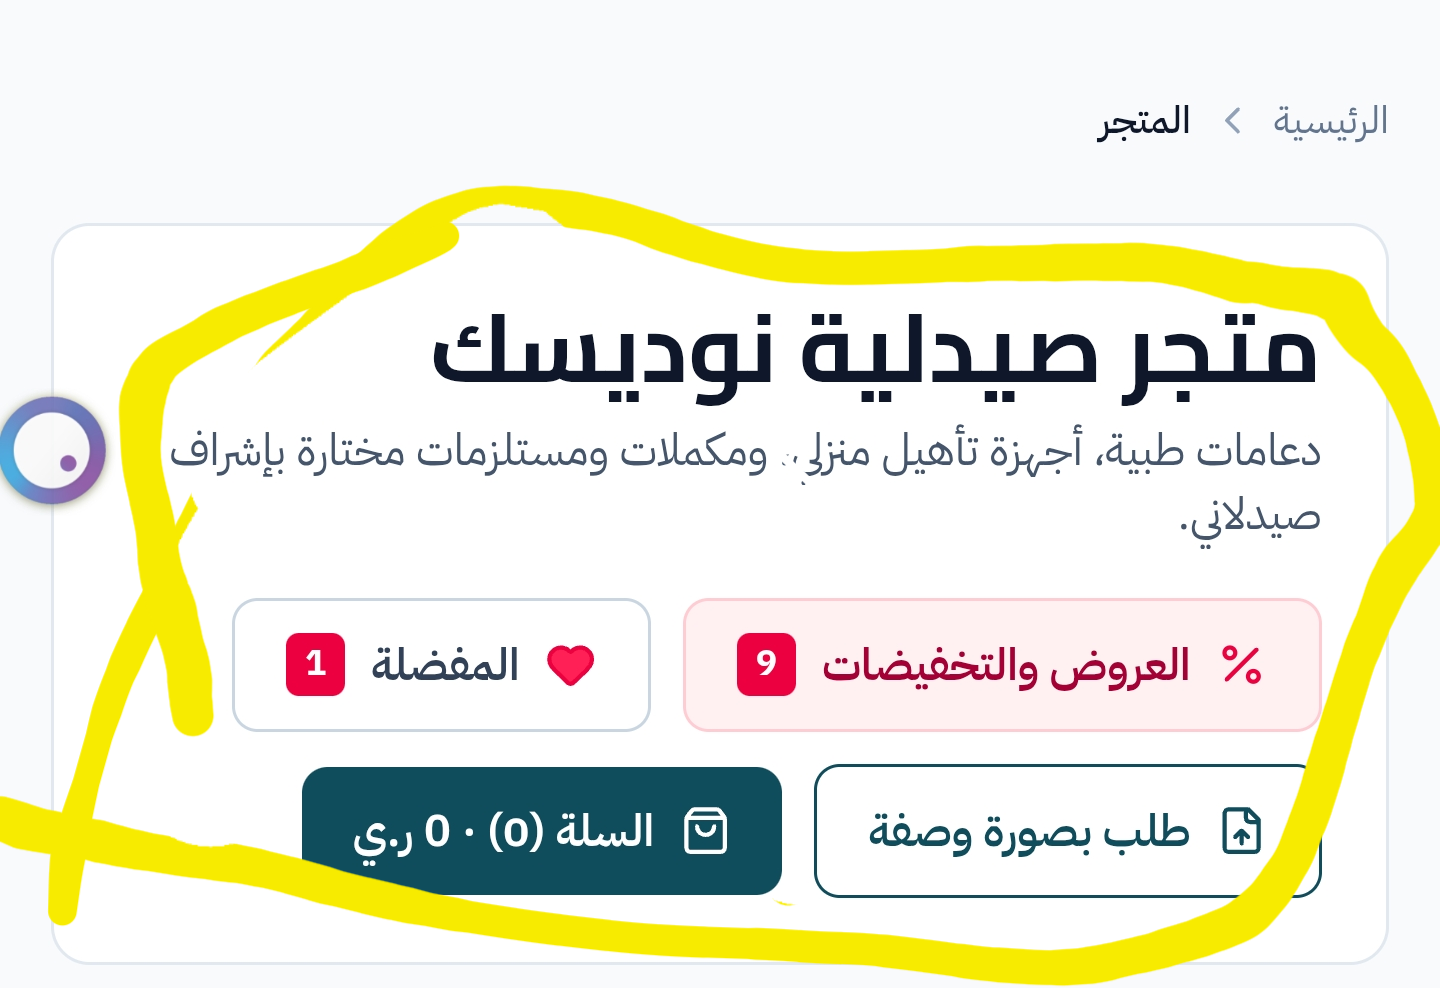 الرئيسية
المتجر
متجر صيدلية نوديسك
دعامات طبية، أجهزة تأهيل منزلي، ومكملات ومستلزمات مختارة بإشراف
صيدلاني.
العروض والتخفيضات 9
المفضلة 1
طلب بصورة وصفة
السلة (0) · 0 ر.ي